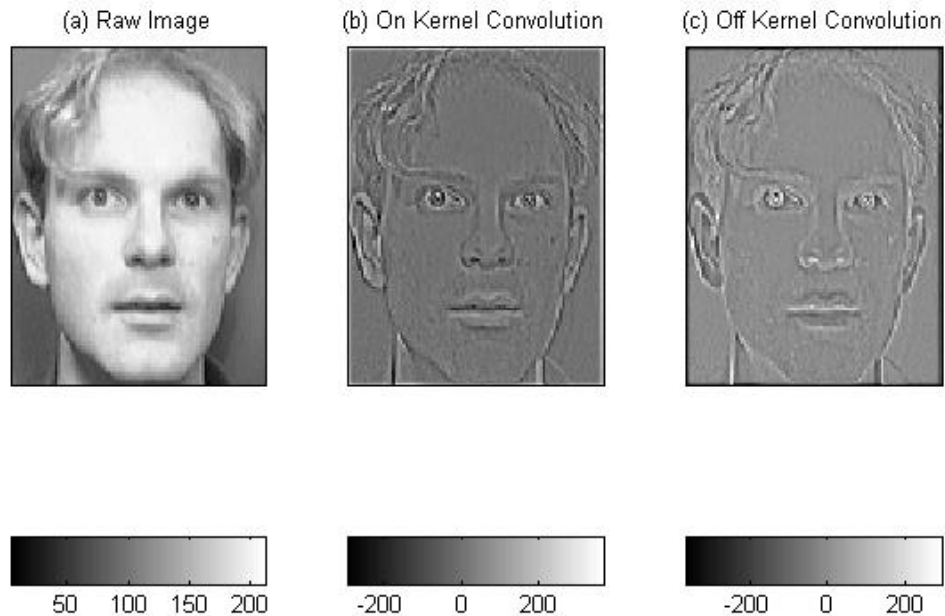 (a) Raw Image
(b) On Kernel Convolution
(c) Off Kernel Convolution
50 100 150 200
-200 0 200
-200 0 200